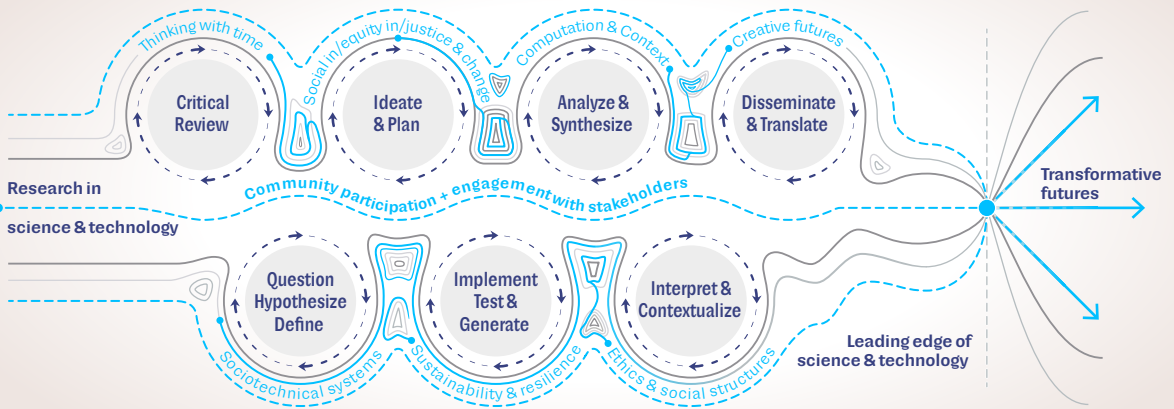 Thinking with time
Social in/equity in/justice & change
Computation & Context
Creative futures
Critical
Review
Ideate
& Plan
Analyze &
Synthesize
Disseminate
& Translate
Community participation + engagement with stakeholders
Research in
science & technology
Transformative
futures
Question
Hypothesize
Define
Implement
Test &
Generate
Interpret &
Contextualize
Sociotechnical systems
Sustainability & resilience
Ethics & social structures
Leading edge of
science & technology